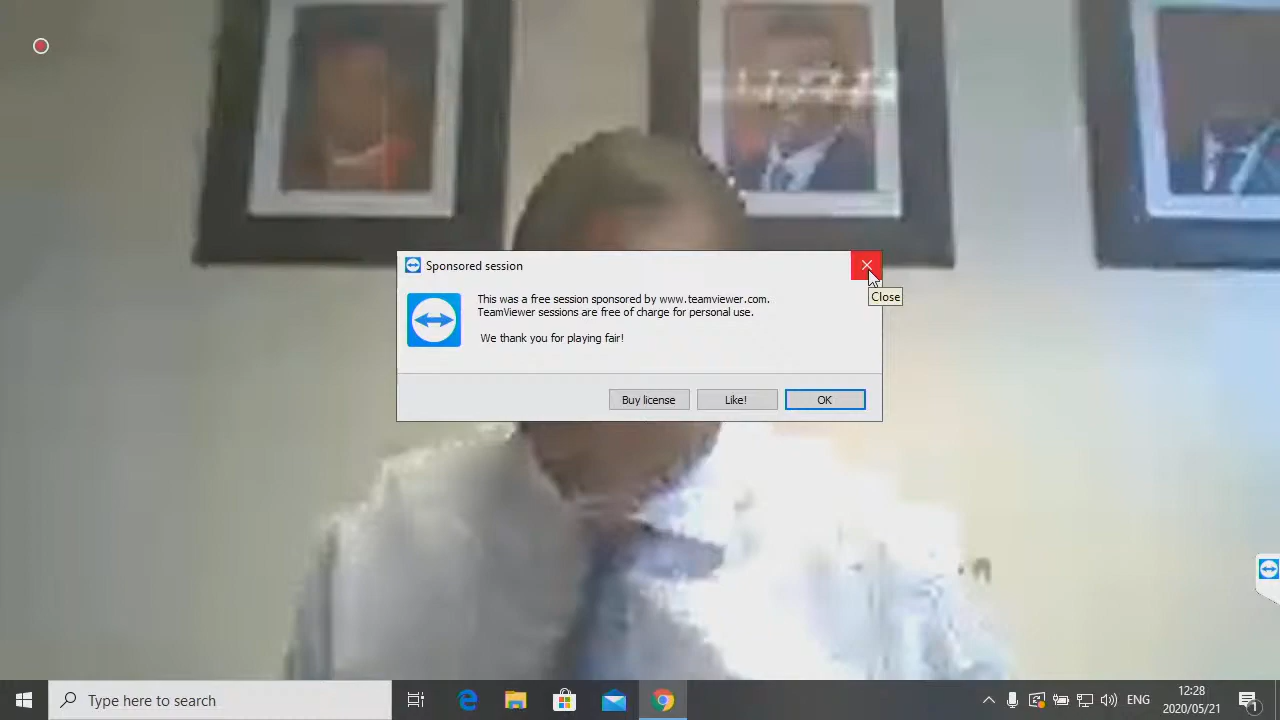 Sponsored session
This was a free session sponsored by www.teamviewer.com.
TeamViewer sessions are free of charge for personal use.
We thank you for playing fair!
Close
Buy license
Like!
OK
Type here to search
ENG
12:28
2020/05/21
1